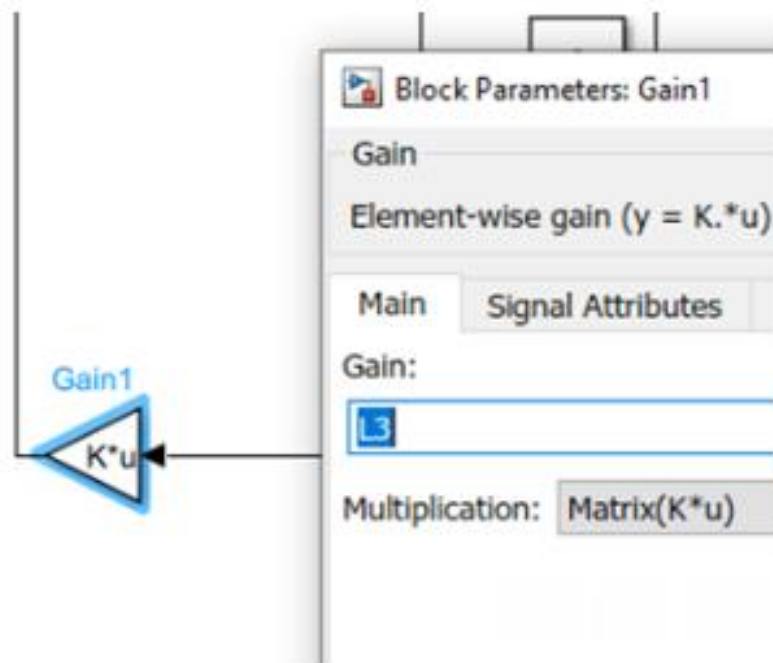 Block Parameters: Gain1
Gain
Element-wise gain (y = K.*u)
Main Signal Attributes
Gain:
L3
Multiplication: Matrix(K*u)
Gain1
K*u